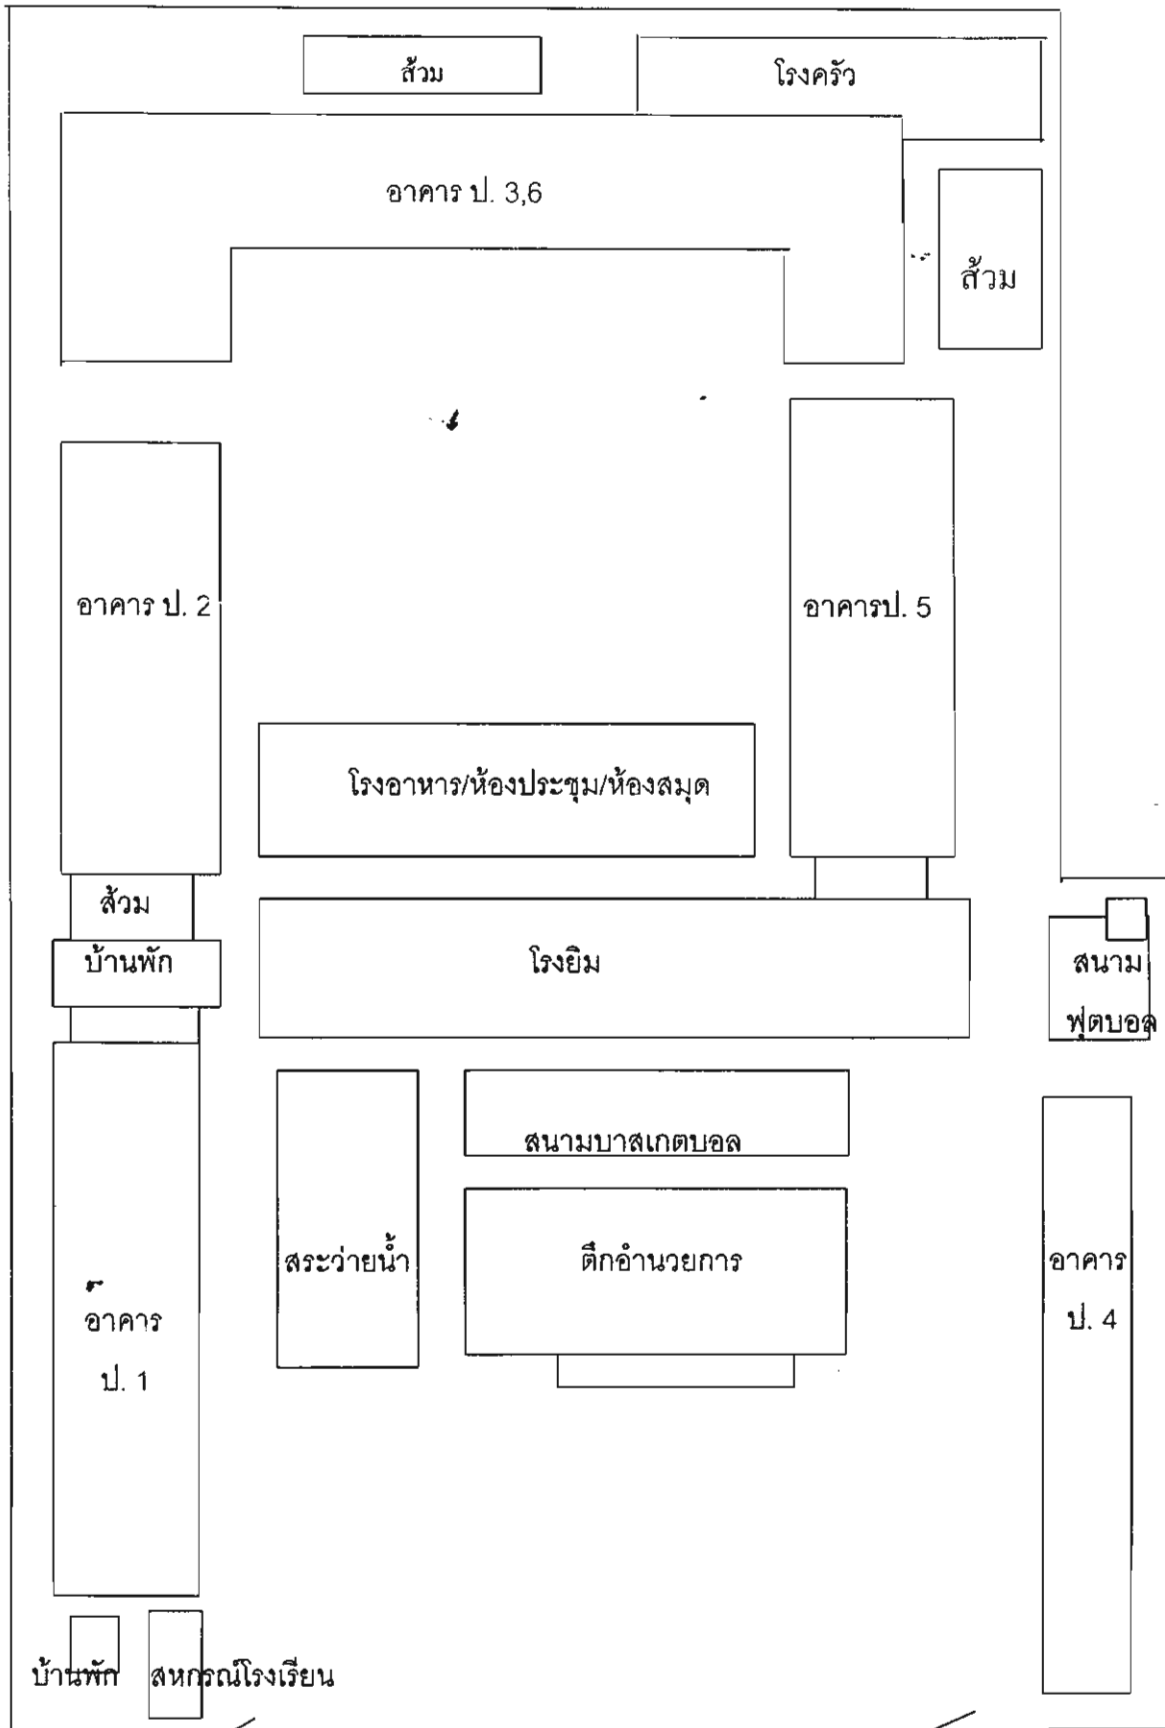 ส้วม
โรงครัว
อาคาร ป. 3,6
ส้วม
อาคาร ป. 2
อาคารป. 5
โรงอาหาร/ห้องประชุม/ห้องสมุด
ส้วม
บ้านพัก
โรงยิม
สนาม
ฟุตบอล
สนามบาสเกตบอล
สระว่ายน้ำ
ตึกอำนวยการ
อาคาร
ป. 4
อาคาร
ป. 1
บ้านพัก
สหกรณ์โรงเรียน